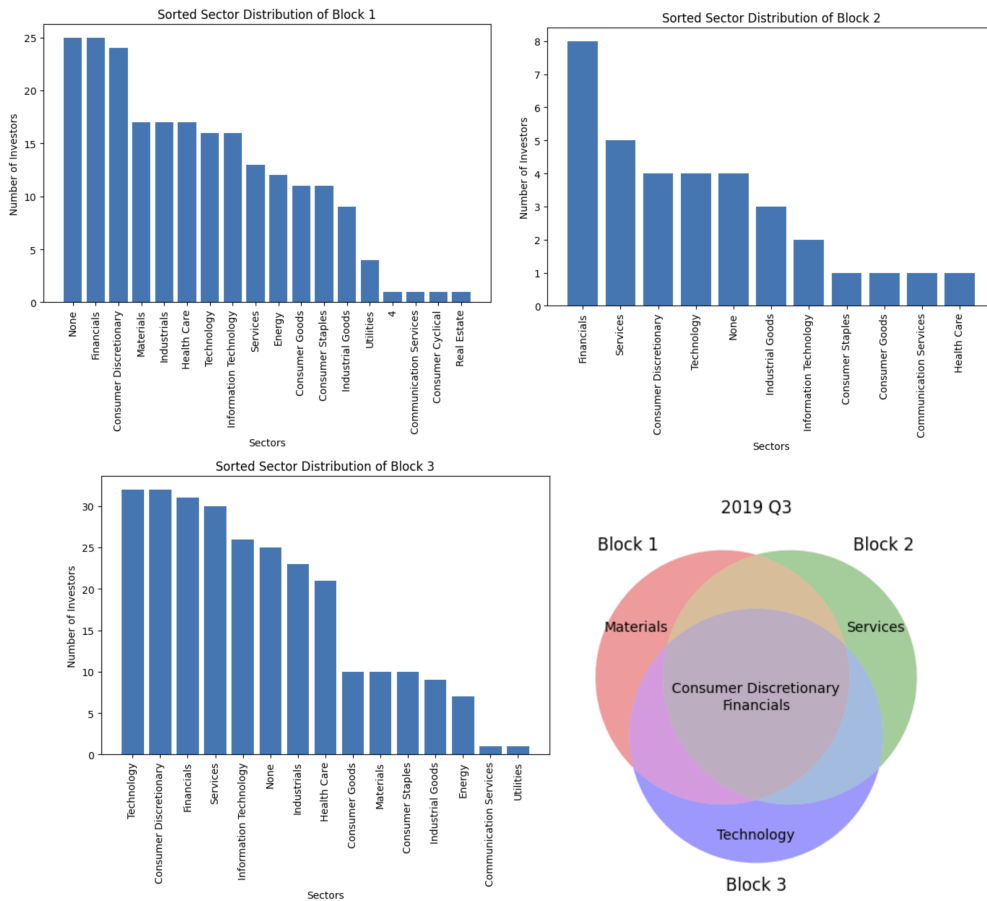 Sorted Sector Distribution of Block 1
Number of Investors
25
20
15
10
5
0
None
Financials
Consumer Discretionary
Materials
Industrials
Health Care
Technology
Information Technology
Services
Energy
Consumer Goods
Consumer Staples
Industrial Goods
Utilities
4
Communication Services
Consumer Cyclical
Real Estate
Sectors
Sorted Sector Distribution of Block 2
Number of Investors
8
7
6
5
4
3
2
1
0
Financials
Services
Consumer Discretionary
Technology
None
Industrial Goods
Information Technology
Consumer Staples
Consumer Goods
Communication Services
Health Care
Sectors
Sorted Sector Distribution of Block 3
Number of Investors
30
25
20
15
10
5
0
Technology
Consumer Discretionary
Financials
Services
Information Technology
None
Industrials
Health Care
Consumer Goods
Materials
Consumer Staples
Industrial Goods
Energy
Communication Services
Utilities
Sectors
2019 Q3
Block 1
Block 2
Materials
Services
Consumer Discretionary
Financials
Technology
Block 3